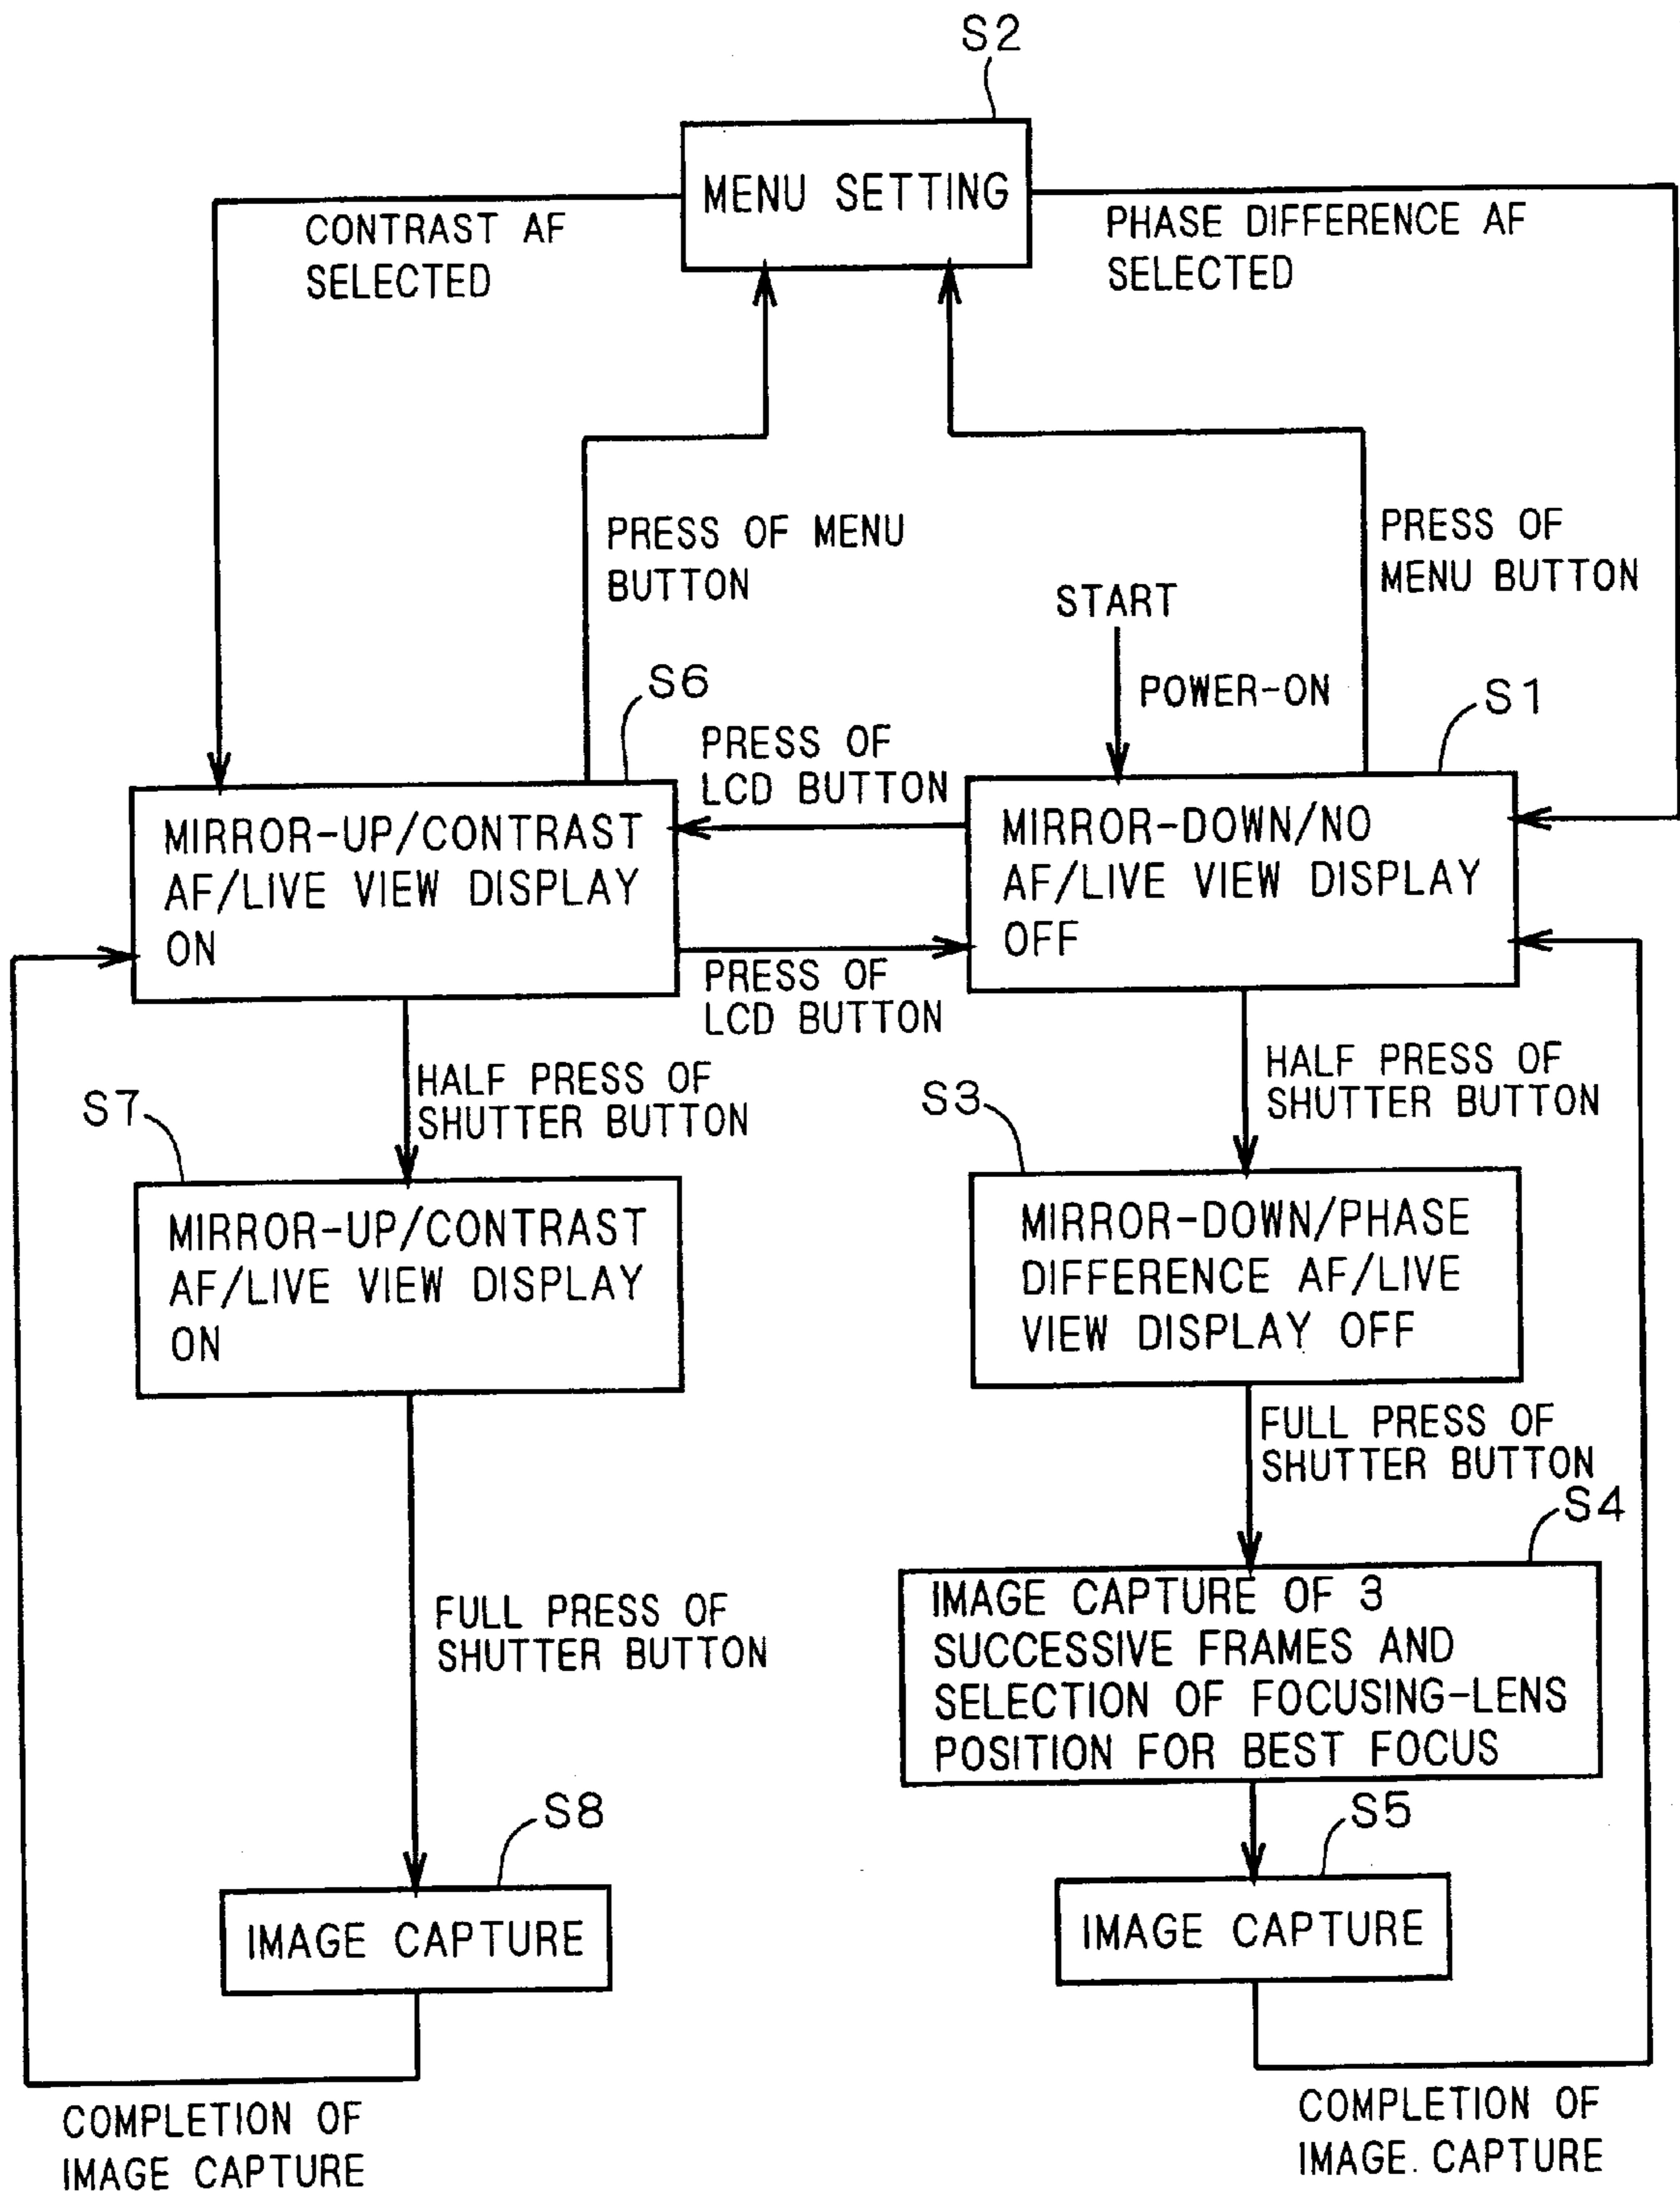 S2
MENU SETTING
CONTRAST AF
SELECTED
PHASE DIFFERENCE AF
SELECTED
PRESS OF MENU
BUTTON
PRESS OF
MENU BUTTON
START
POWER-ON
S6
S1
PRESS OF
LCD BUTTON
MIRROR-UP/CONTRAST
AF/LIVE VIEW DISPLAY
ON
MIRROR-DOWN/NO
AF/LIVE VIEW DISPLAY
OFF
PRESS OF
LCD BUTTON
HALF PRESS OF
SHUTTER BUTTON
HALF PRESS OF
SHUTTER BUTTON
S7
S3
MIRROR-UP/CONTRAST
AF/LIVE VIEW DISPLAY
ON
MIRROR-DOWN/PHASE
DIFFERENCE AF/LIVE
VIEW DISPLAY OFF
FULL PRESS OF
SHUTTER BUTTON
S4
FULL PRESS OF
SHUTTER BUTTON
IMAGE CAPTURE OF 3
SUCCESSIVE FRAMES AND
SELECTION OF FOCUSING-LENS
POSITION FOR BEST FOCUS
S8
S5
IMAGE CAPTURE
IMAGE CAPTURE
COMPLETION OF
IMAGE CAPTURE
COMPLETION OF
IMAGE. CAPTURE